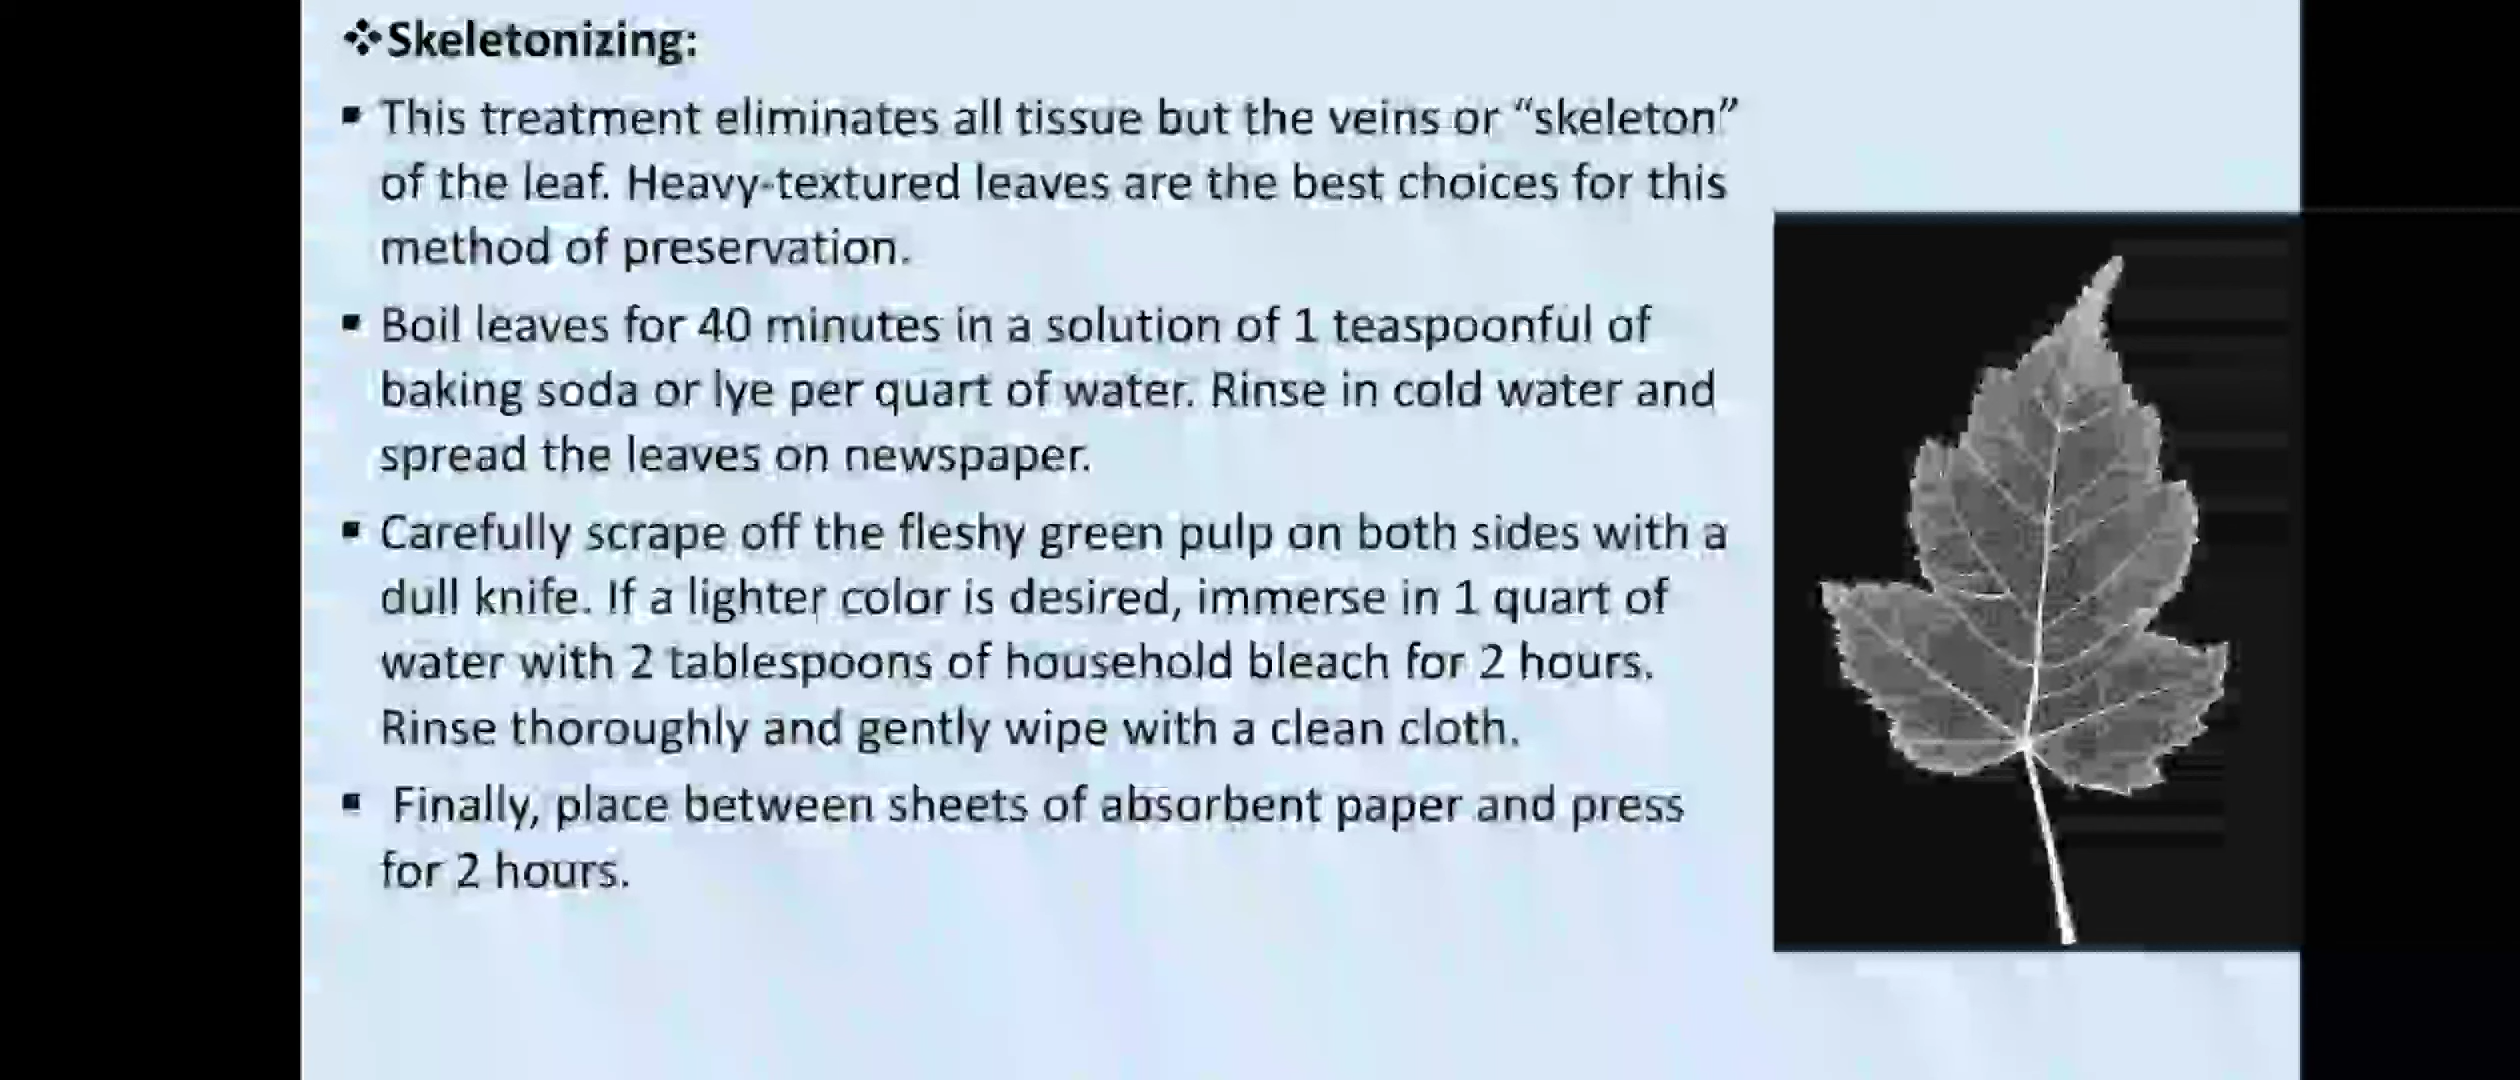 ❖Skeletonizing:
▪ This treatment eliminates all tissue but the veins or “skeleton”
of the leaf. Heavy-textured leaves are the best choices for this
method of preservation.
▪ Boil leaves for 40 minutes in a solution of 1 teaspoonful of
baking soda or lye per quart of water. Rinse in cold water and
spread the leaves on newspaper.
▪ Carefully scrape off the fleshy green pulp on both sides with a
dull knife. If a lighter color is desired, immerse in 1 quart of
water with 2 tablespoons of household bleach for 2 hours.
Rinse thoroughly and gently wipe with a clean cloth.
▪ Finally, place between sheets of absorbent paper and press
for 2 hours.